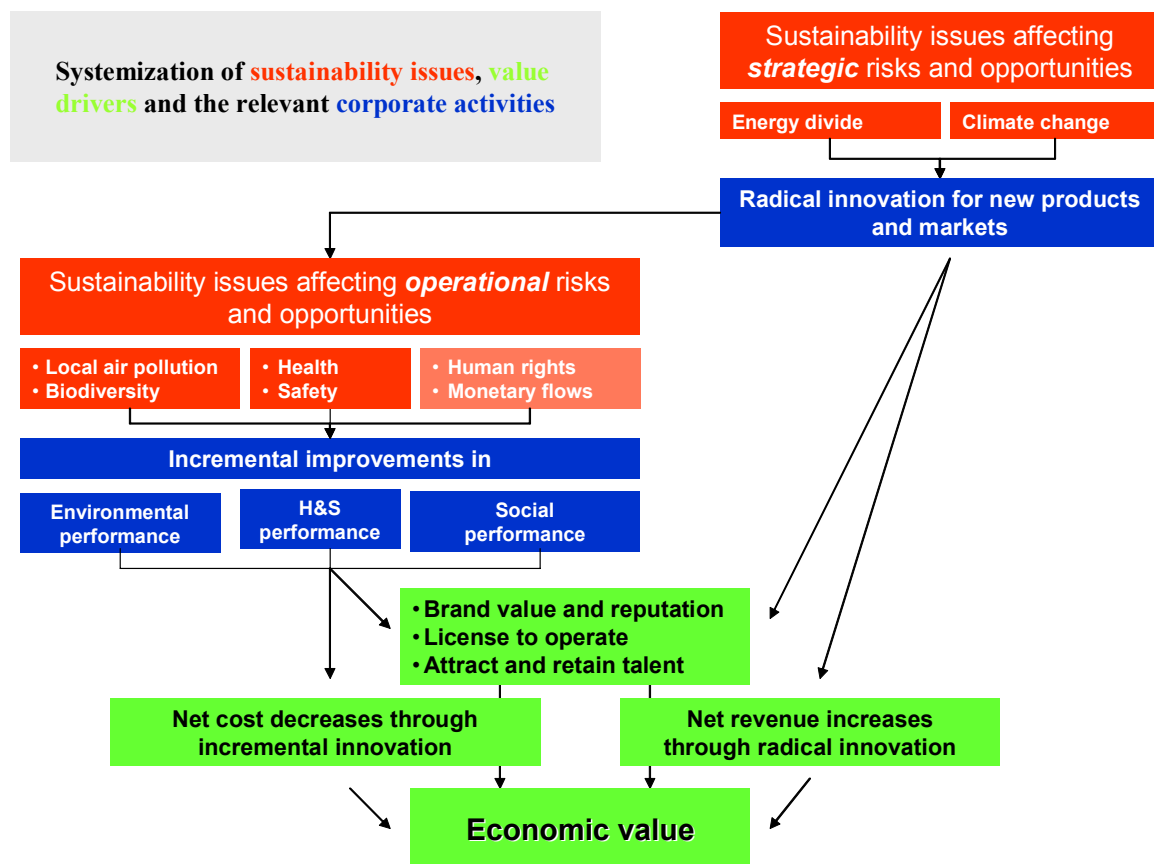 Systemization of sustainability issues, value
drivers and the relevant corporate activities
Sustainability issues affecting
strategic risks and opportunities
Energy divide
Climate change
Radical innovation for new products
and markets
Sustainability issues affecting operational risks
and opportunities
• Local air pollution
• Biodiversity
• Health
• Safety
• Human rights
• Monetary flows
Incremental improvements in
Environmental
performance
H&S
performance
Social
performance
• Brand value and reputation
• License to operate
• Attract and retain talent
Net cost decreases through
incremental innovation
Net revenue increases
through radical innovation
Economic value